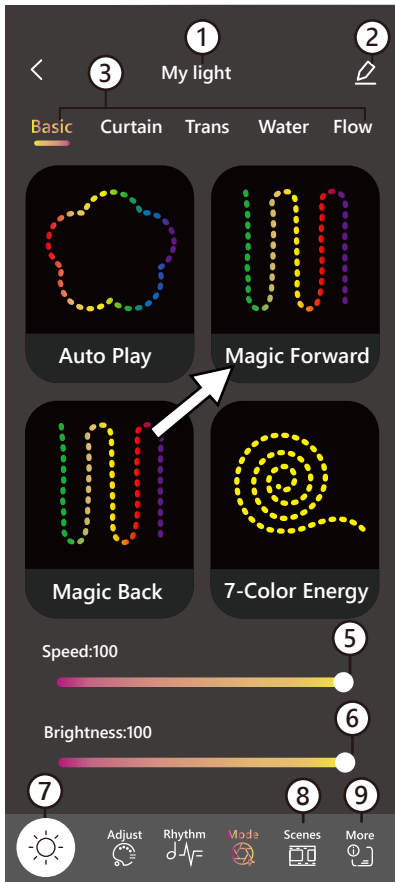 1
2
3
My light
Basic Curtain Trans Water Flow
Auto Play
Magic Forward
Magic Back
7-Color Energy
5
Speed:100
6
Brightness:100
7
8
9
Adjust Rhythm Mode Scenes More